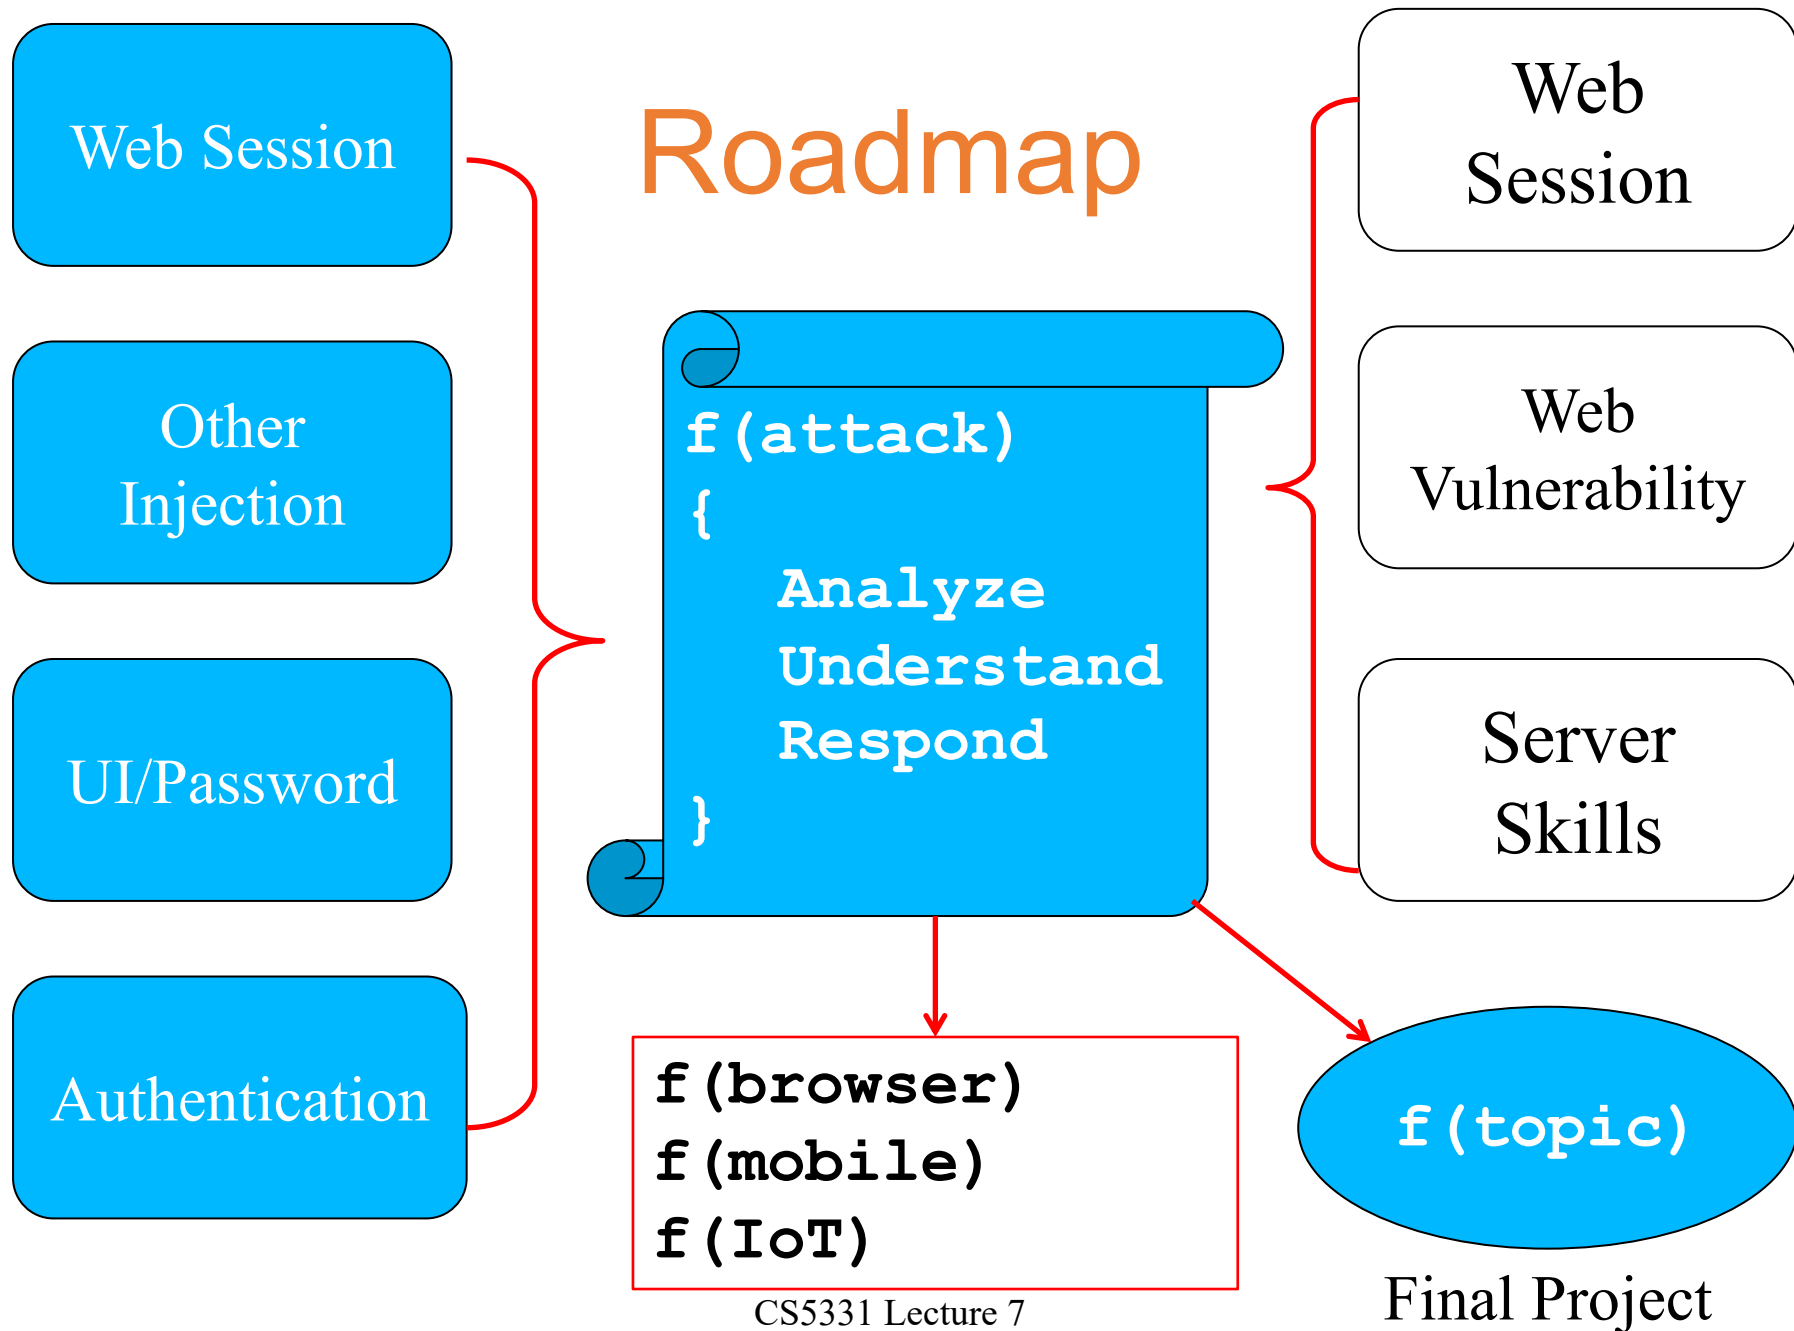 Roadmap
Web Session
Other
Injection
UI/Password
Authentication
f(attack)
{
Analyze
Understand
Respond
}
Web
Session
Web
Vulnerability
Server
Skills
f(browser)
f(mobile)
f(IoT)
f(topic)
Final Project
CS5331 Lecture 7